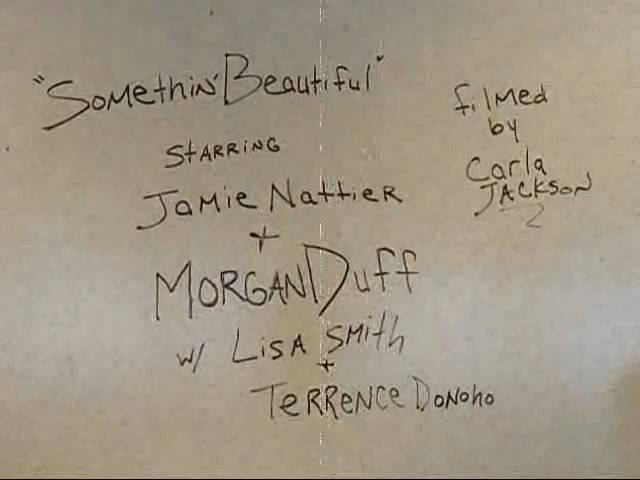 "Somethin' Beautiful"
STARRING
Jamie Nattier
+
MORGAN Duff
w/ LISA SMith
+
TERRENCE DONOHO
filmed
by
Carla
JACKSON
2